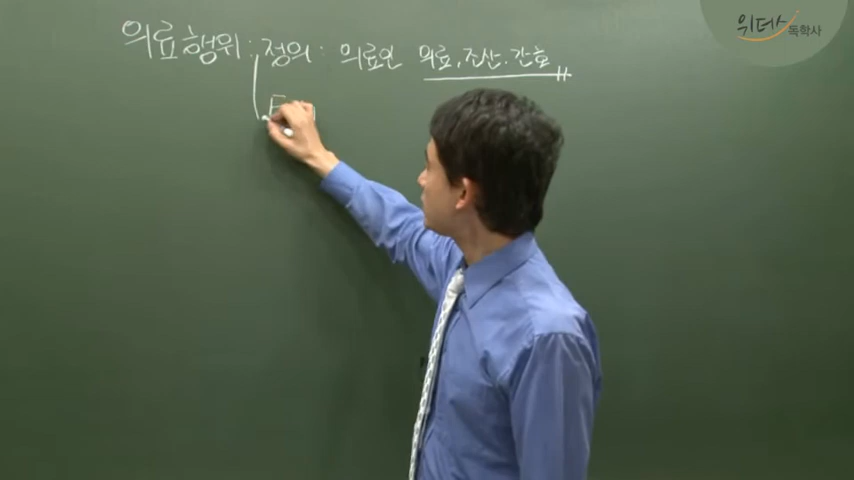 의료행위 : 정의 : 의료인 의료, 조산, 간호
위더스 독학사